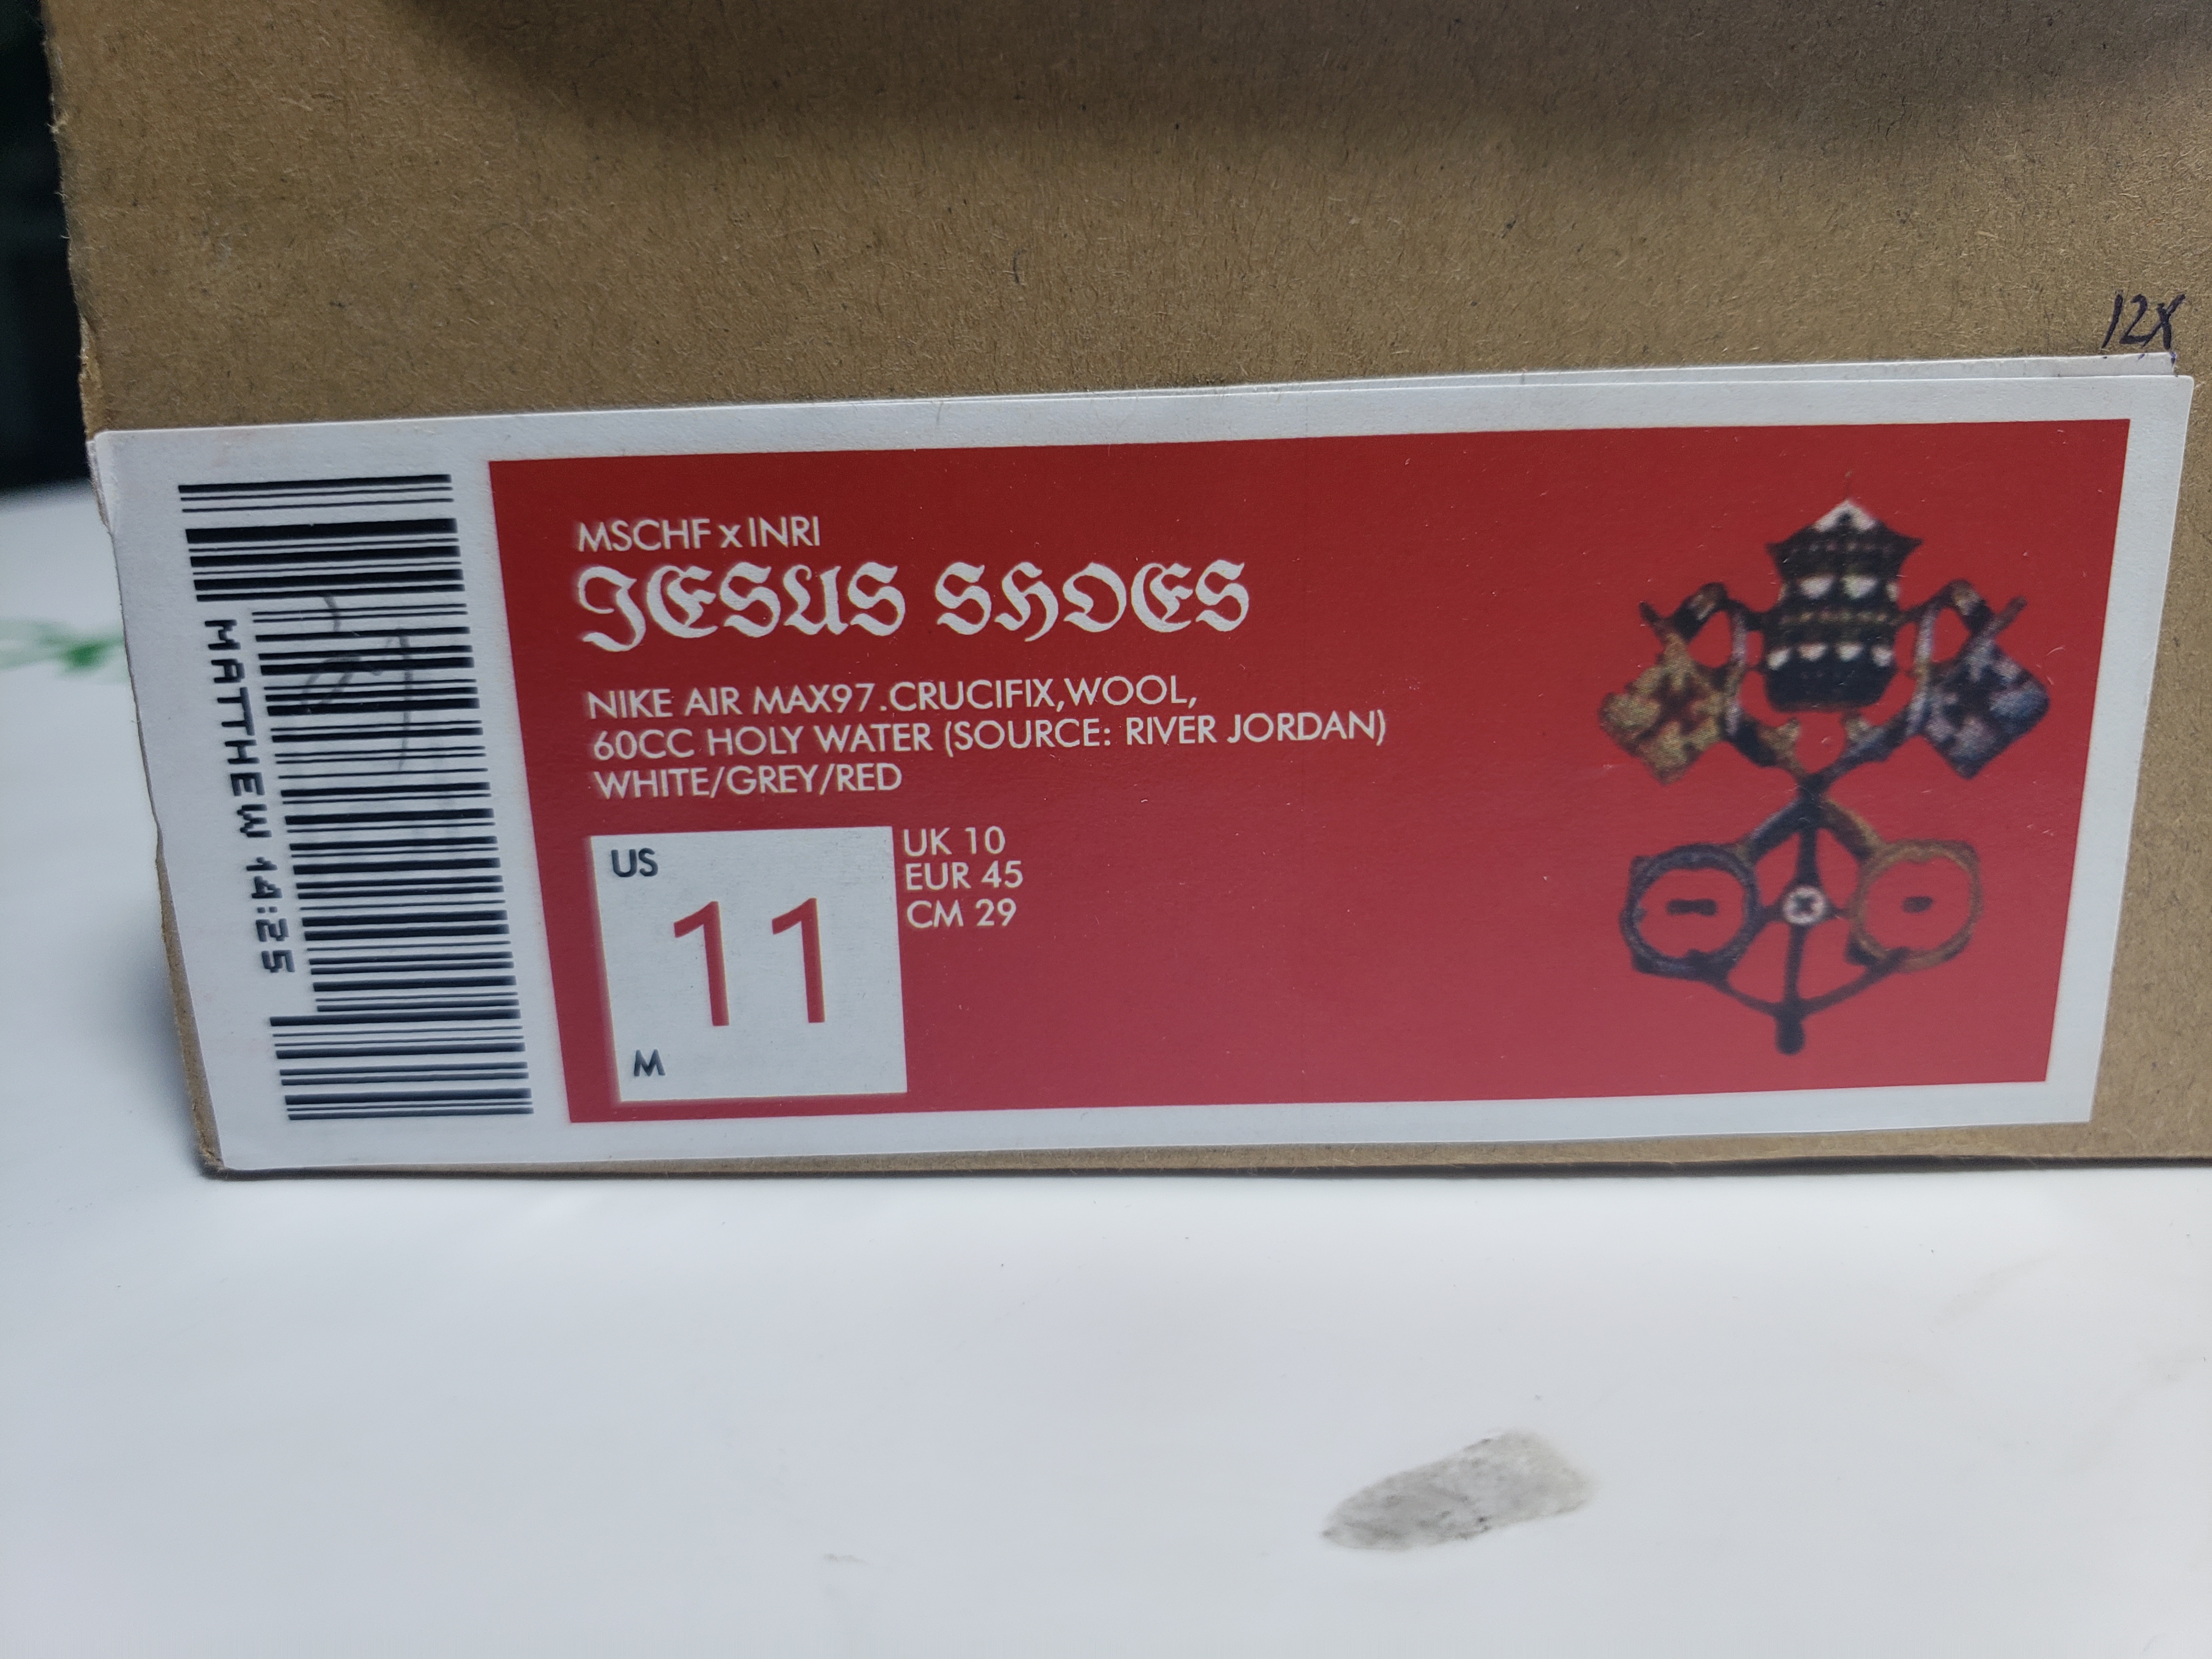 12X
MATTHEW 14:25
MSCHF x INRI
JESUS SHOES
NIKE AIR MAX97.CRUCIFIX,WOOL,
60CC HOLY WATER (SOURCE: RIVER JORDAN)
WHITE/GREY/RED
US
11
M
UK 10
EUR 45
CM 29